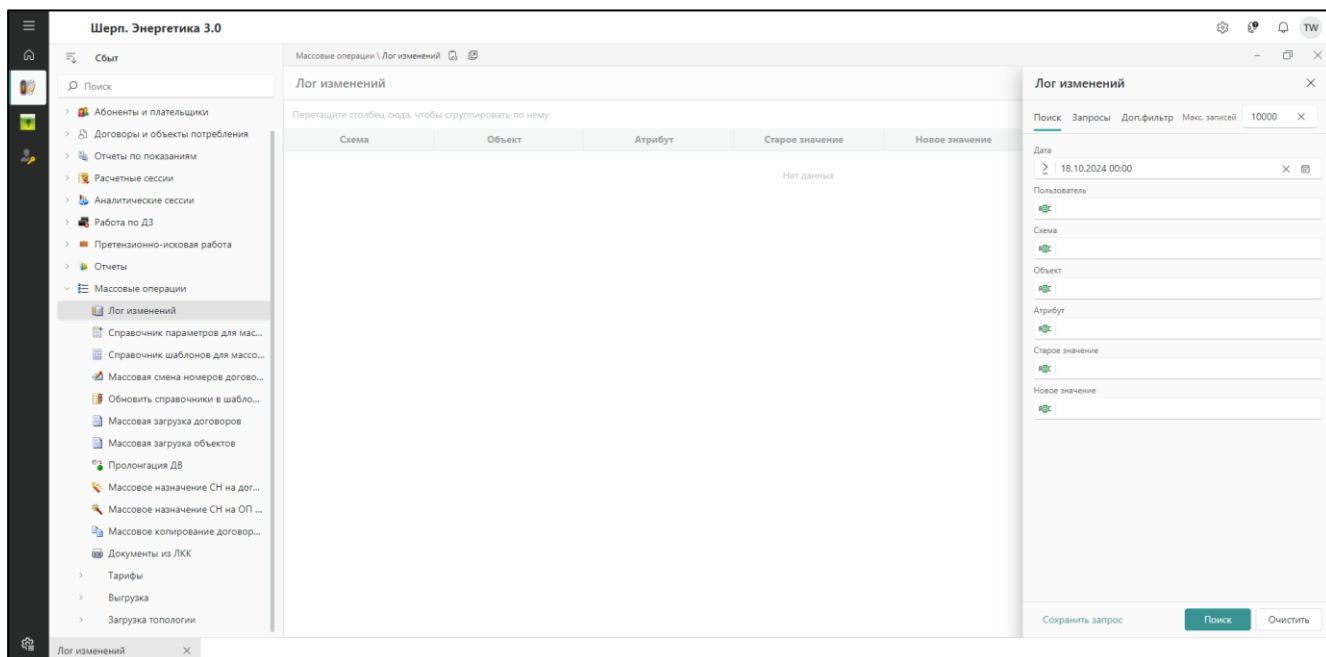 Шерп. Энергетика 3.0
TW
Сбыт
Поиск
Абоненты и плательщики
Договоры и объекты потребления
Отчеты по показаниям
Расчетные сессии
Аналитические сессии
Работа по ДЗ
Претензионно-исковая работа
Отчеты
Массовые операции
Лог изменений
Справочник параметров для мас...
Справочник шаблонов для массо...
Массовая смена номеров догово...
Обновить справочники в шабло...
Массовая загрузка договоров
Массовая загрузка объектов
Пролонгация ДВ
Массовое назначение СН на дог...
Массовое назначение СН на ОП ...
Массовое копирование договор...
Документы из ЛКК
Тарифы
Выгрузка
Загрузка топологии
Массовые операции \ Лог изменений
Лог изменений
Перетащите столбец сюда, чтобы сгруппировать по нему
Схема Объект Атрибут Старое значение Новое значение
Нет данных
Лог изменений
Поиск Запросы Доп.фильтр Макс. записей 10000
Дата
18.10.2024 00:00
Пользователь
Схема
Объект
Атрибут
Старое значение
Новое значение
Сохранить запрос Поиск Очистить
Лог изменений